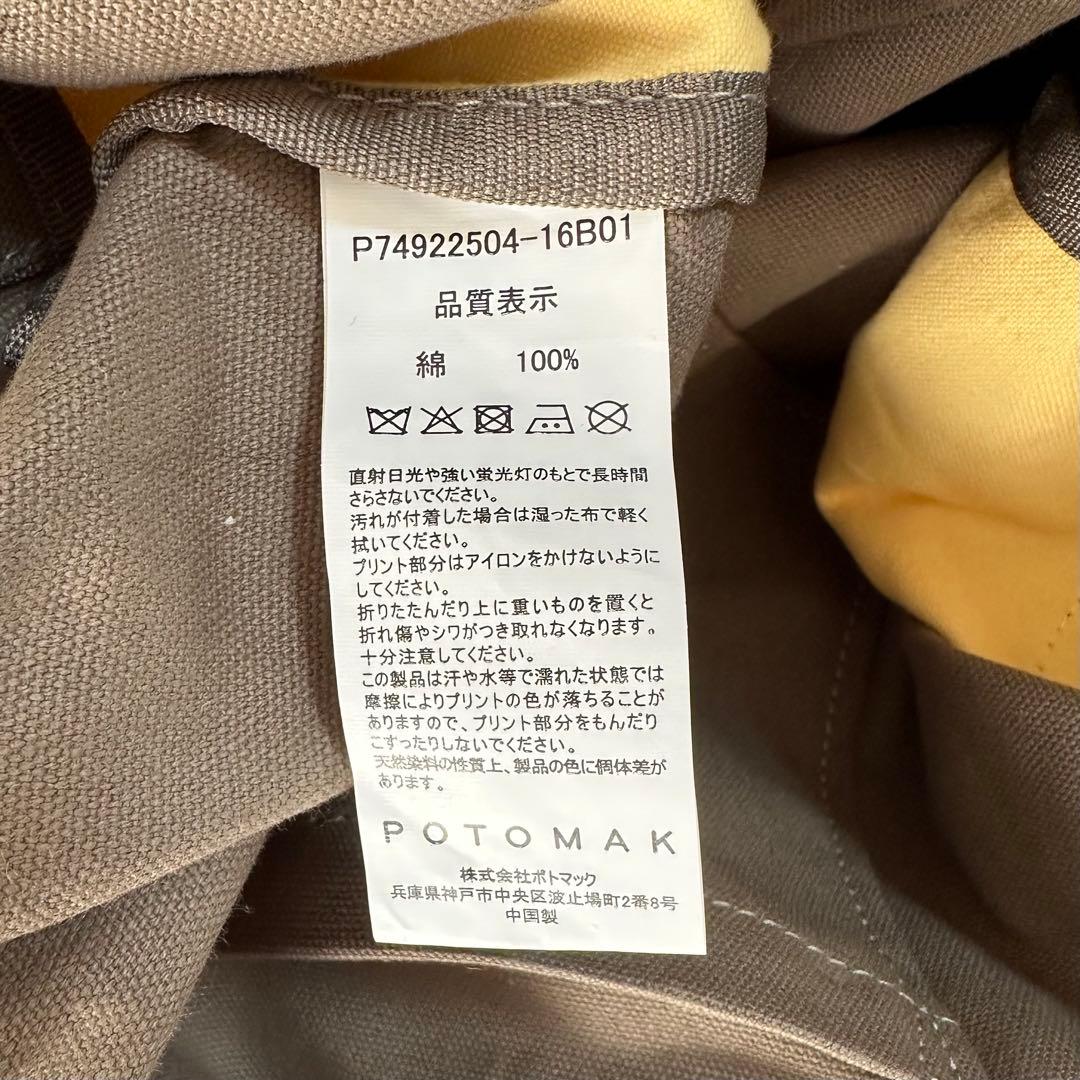 P74922504-16B01
品質表示
綿 100%
直射日光や強い蛍光灯のもとで長時間
さらさないでください。
汚れが付着した場合は湿った布で軽く
拭いてください。
プリント部分はアイロンをかけないように
してください。
折りたたんだり上に重いものを置くと
折れ傷やシワがつき取れなくなります。
十分注意してください。
この製品は汗や水等で濡れた状態では
摩擦によりプリントの色が落ちることが
ありますので、プリント部分をもんだり
こすったりしないでください。
天然染料の性質上、製品の色に個体差が
あります。
POTOMAK
株式会社ポトマック
兵庫県神戸市中央区波止場町2番8号
中国製